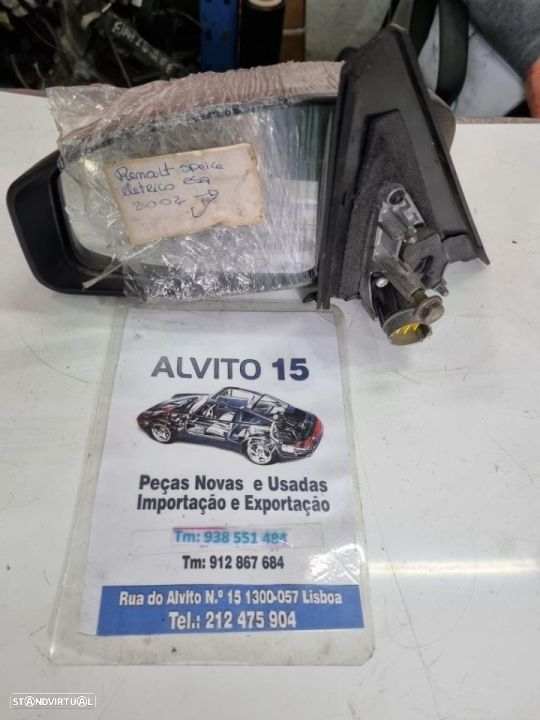 Renault speice
eletrico esq
2002
ALVITO 15
Peças Novas e Usadas
Importação e Exportação
Tm: 938 551 484
Tm: 912 867 684
Rua do Alvito N.º 15 1300-057 Lisboa
Tel.: 212 475 904
STANDVIRTUAL